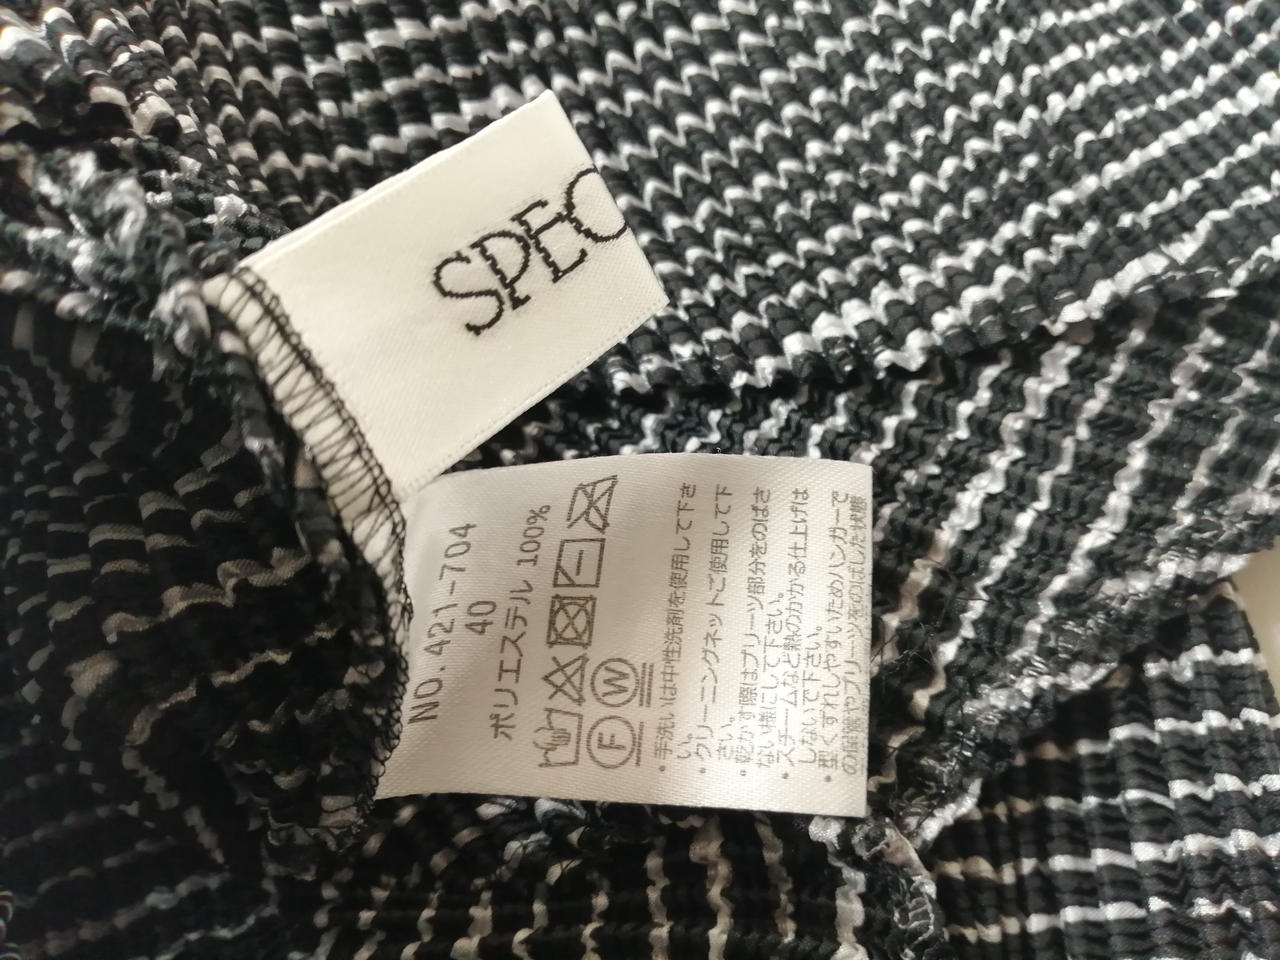 SPEC
NO.421-704
40
ポリエステル 100%
F W
・手洗いは中性洗剤を使用して下さ
い。
・クリーニングネットご使用して下
さい。
・乾かす際はプリーツ部分をのばさ
ない様にして下さい。
・スチームなど熱のかかる仕上げは
しないで下さい。
・型くずれしやすいためハンガーで
の保管やプリーツをのばした状態